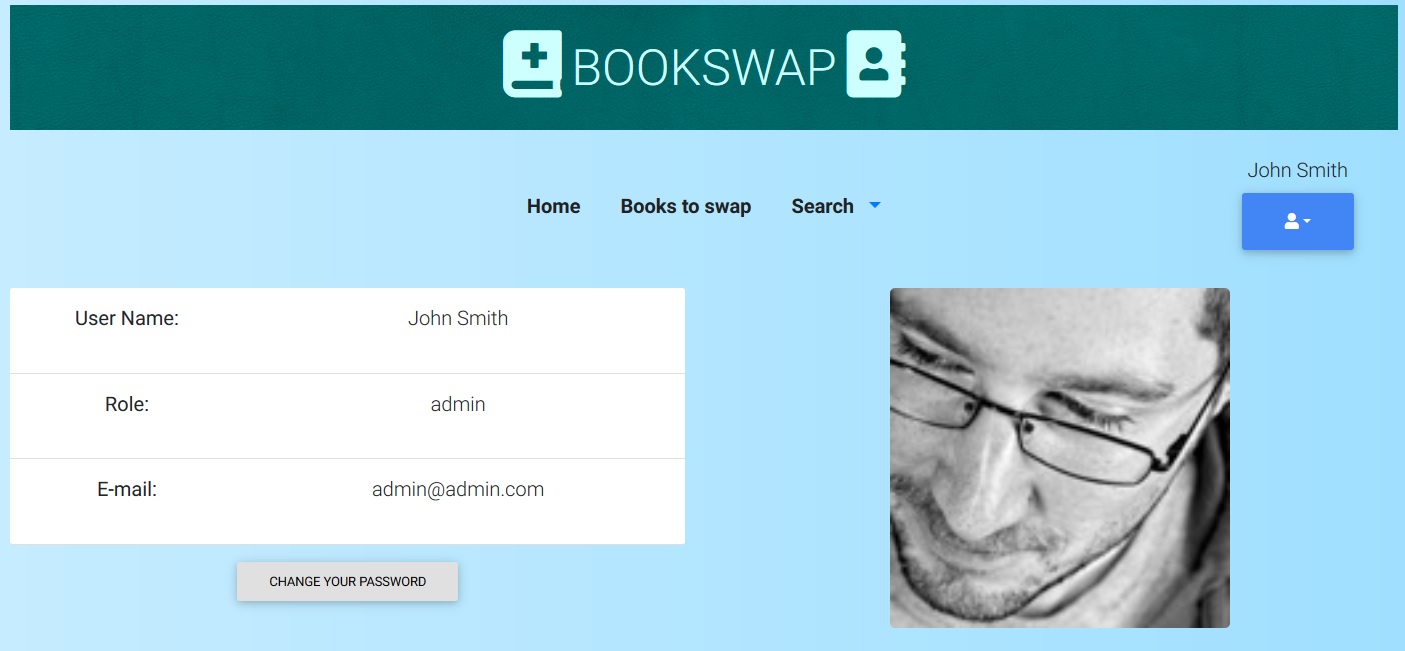 BOOKSWAP
John Smith
Home Books to swap Search
User Name: John Smith
Role: admin
E-mail: admin@admin.com
CHANGE YOUR PASSWORD